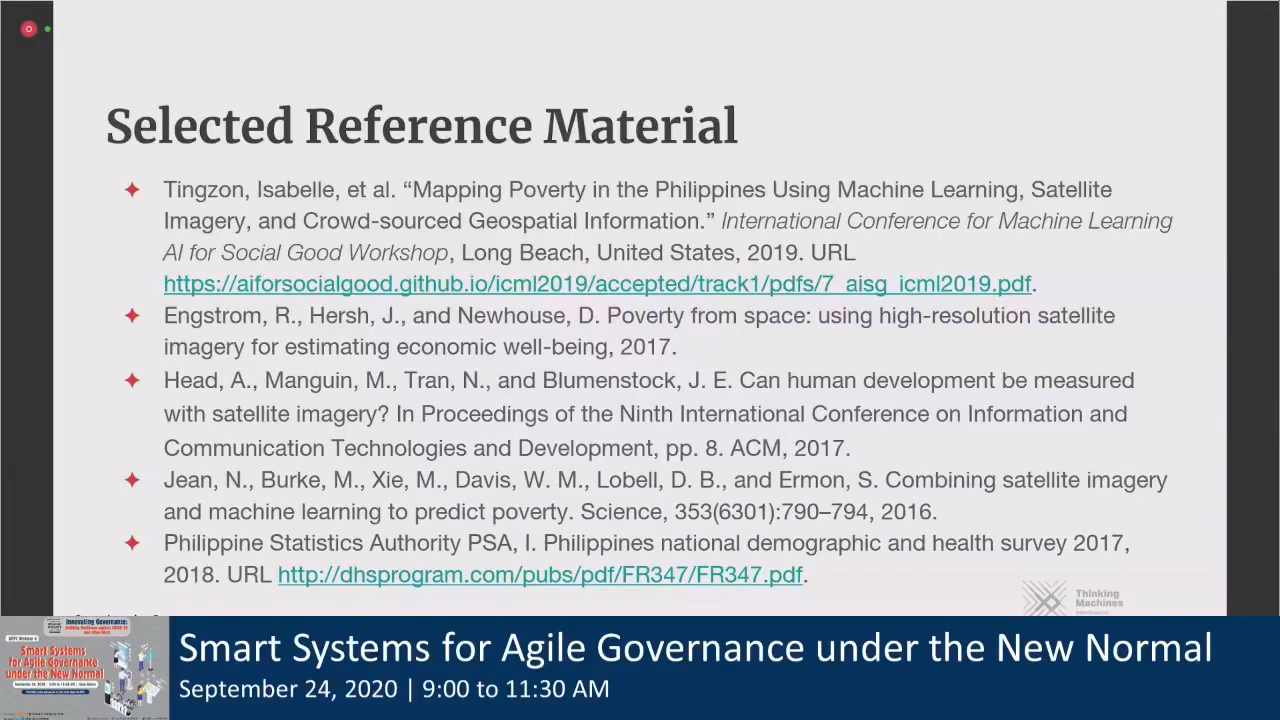 Selected Reference Material
Tingzon, Isabelle, et al. “Mapping Poverty in the Philippines Using Machine Learning, Satellite
Imagery, and Crowd-sourced Geospatial Information.” International Conference for Machine Learning
AI for Social Good Workshop, Long Beach, United States, 2019. URL
https://aiforsocialgood.github.io/icml2019/accepted/track1/pdfs/7_aisg_icml2019.pdf.
Engstrom, R., Hersh, J., and Newhouse, D. Poverty from space: using high-resolution satellite
imagery for estimating economic well-being, 2017.
Head, A., Manguin, M., Tran, N., and Blumenstock, J. E. Can human development be measured
with satellite imagery? In Proceedings of the Ninth International Conference on Information and
Communication Technologies and Development, pp. 8. ACM, 2017.
Jean, N., Burke, M., Xie, M., Davis, W. M., Lobell, D. B., and Ermon, S. Combining satellite imagery
and machine learning to predict poverty. Science, 353(6301):790–794, 2016.
Philippine Statistics Authority PSA, I. Philippines national demographic and health survey 2017,
2018. URL http://dhsprogram.com/pubs/pdf/FR347/FR347.pdf.
Thinking
Machines
Innovating Governance:
Smart Systems
for Agile Governance
under the New Normal
Smart Systems for Agile Governance under the New Normal
September 24, 2020 | 9:00 to 11:30 AM